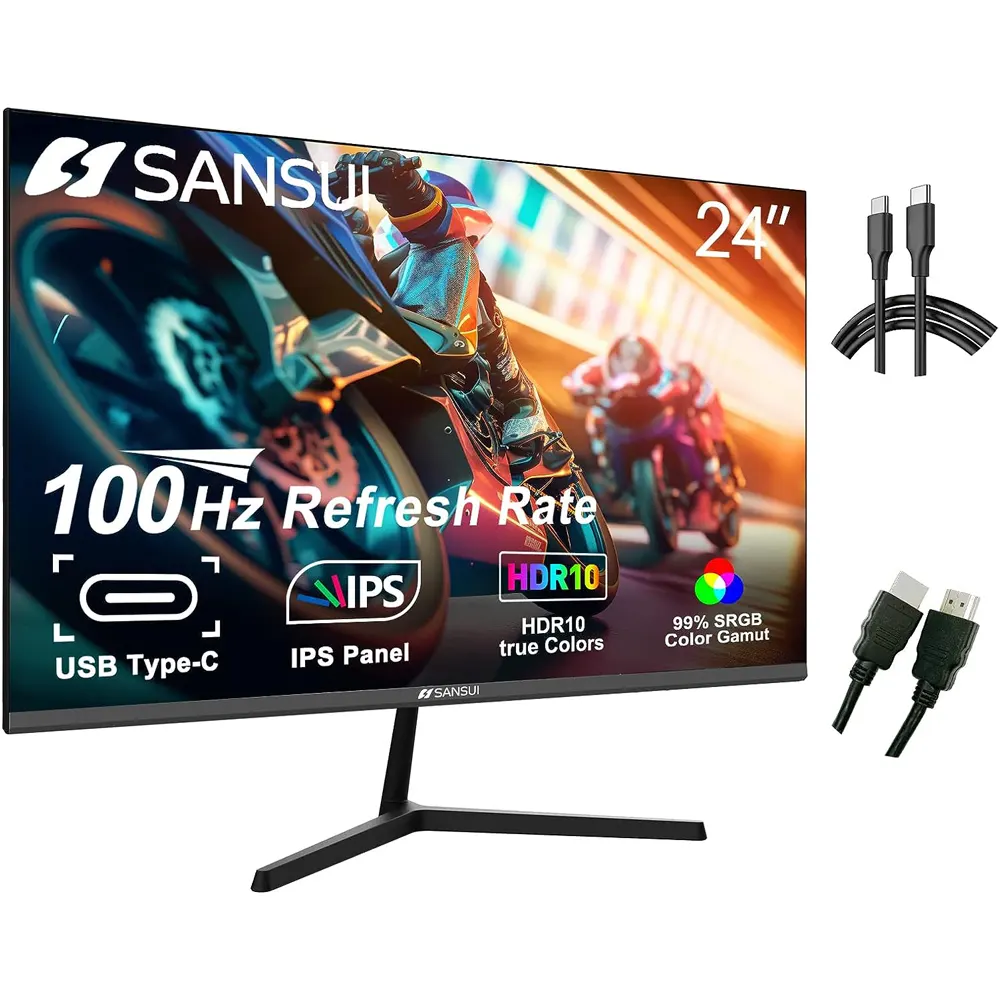 SANSUI
24"
100Hz Refresh Rate
IPS
HDR10
USB Type-C
IPS Panel
HDR10
true Colors
99% SRGB
Color Gamut
SANSUI